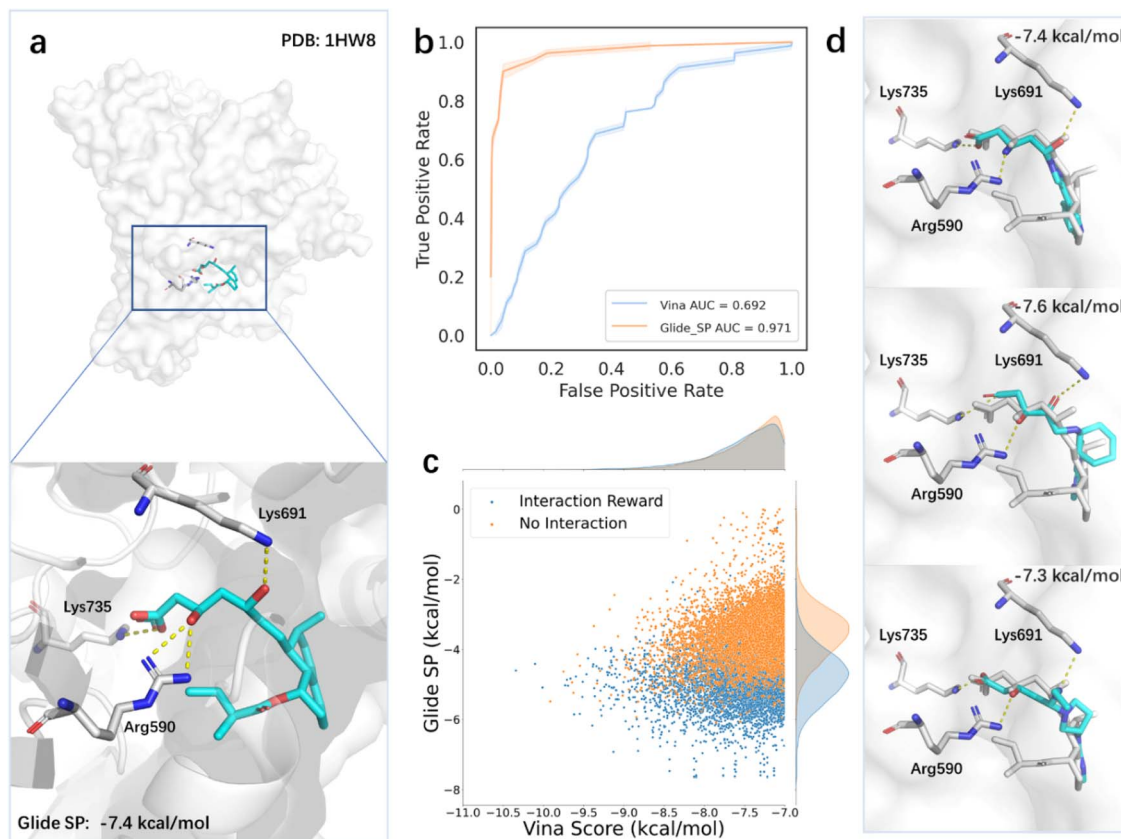 a
PDB: 1HW8
Lys691
Lys735
Arg590
Glide SP: -7.4 kcal/mol
b
True Positive Rate
1.0
0.8
0.6
0.4
0.2
0.0
Vina AUC = 0.692
Glide_SP AUC = 0.971
0.0 0.2 0.4 0.6 0.8 1.0
False Positive Rate
c
Interaction Reward
No Interaction
Glide SP (kcal/mol)
0
−2
−4
−6
−8
−11.0 −10.5 −10.0 −9.5 −9.0 −8.5 −8.0 −7.5 −7.0
Vina Score (kcal/mol)
d
-7.4 kcal/mol
Lys735
Lys691
Arg590
-7.6 kcal/mol
Lys735
Lys691
Arg590
-7.3 kcal/mol
Lys735
Lys691
Arg590